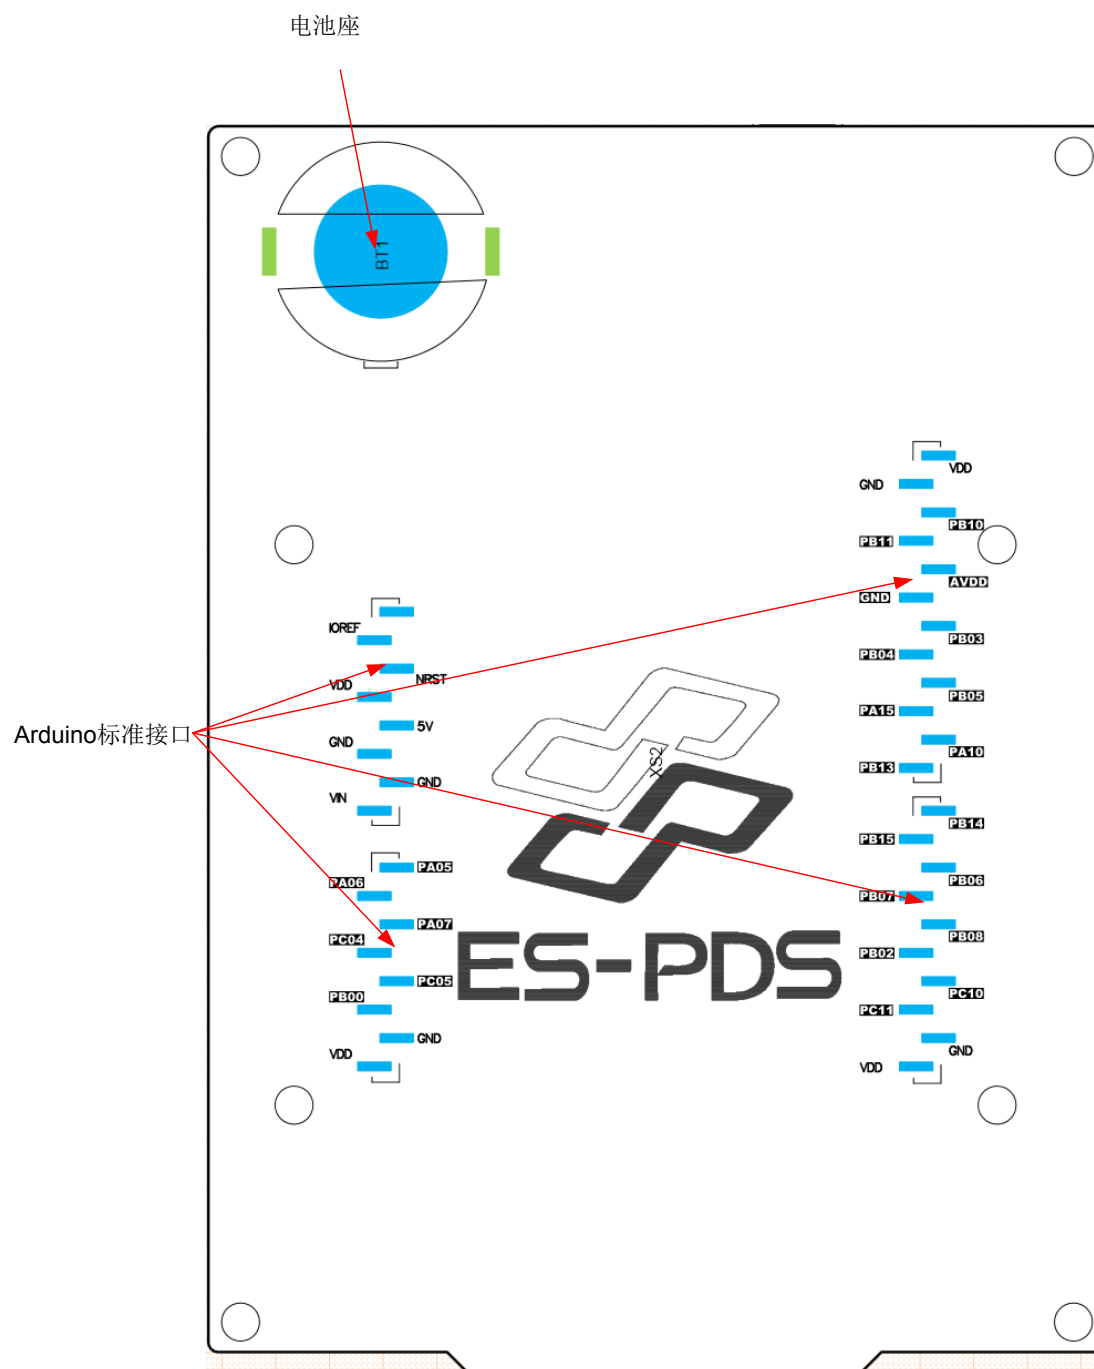 电池座
BT1
VDD
GND
PB10
PB11
AVDD
GND
PB03
PB04
PB05
PA15
PA10
PB13
IOREF
NRST
VDD
5V
GND
GND
VIN
Arduino标准接口
XS2
PB14
PB15
PB06
PB07
PB08
PB02
PC10
PC11
GND
VDD
PA05
PA06
PA07
PC04
PC05
PB00
GND
VDD
ES-PDS